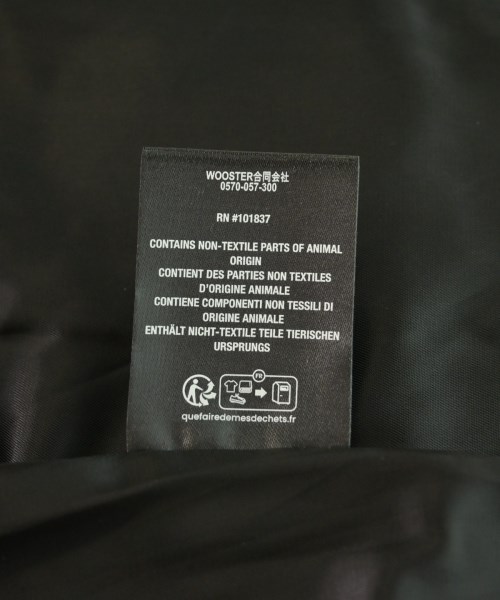 WOOSTER合同会社
0570-057-300
RN #101837
CONTAINS NON-TEXTILE PARTS OF ANIMAL
ORIGIN
CONTIENT DES PARTIES NON TEXTILES
D'ORIGINE ANIMALE
CONTIENE COMPONENTI NON TESSILI DI
ORIGINE ANIMALE
ENTHÄLT NICHT-TEXTILE TEILE TIERISCHEN
URSPRUNGS
FR
quefairedemesdechets.fr